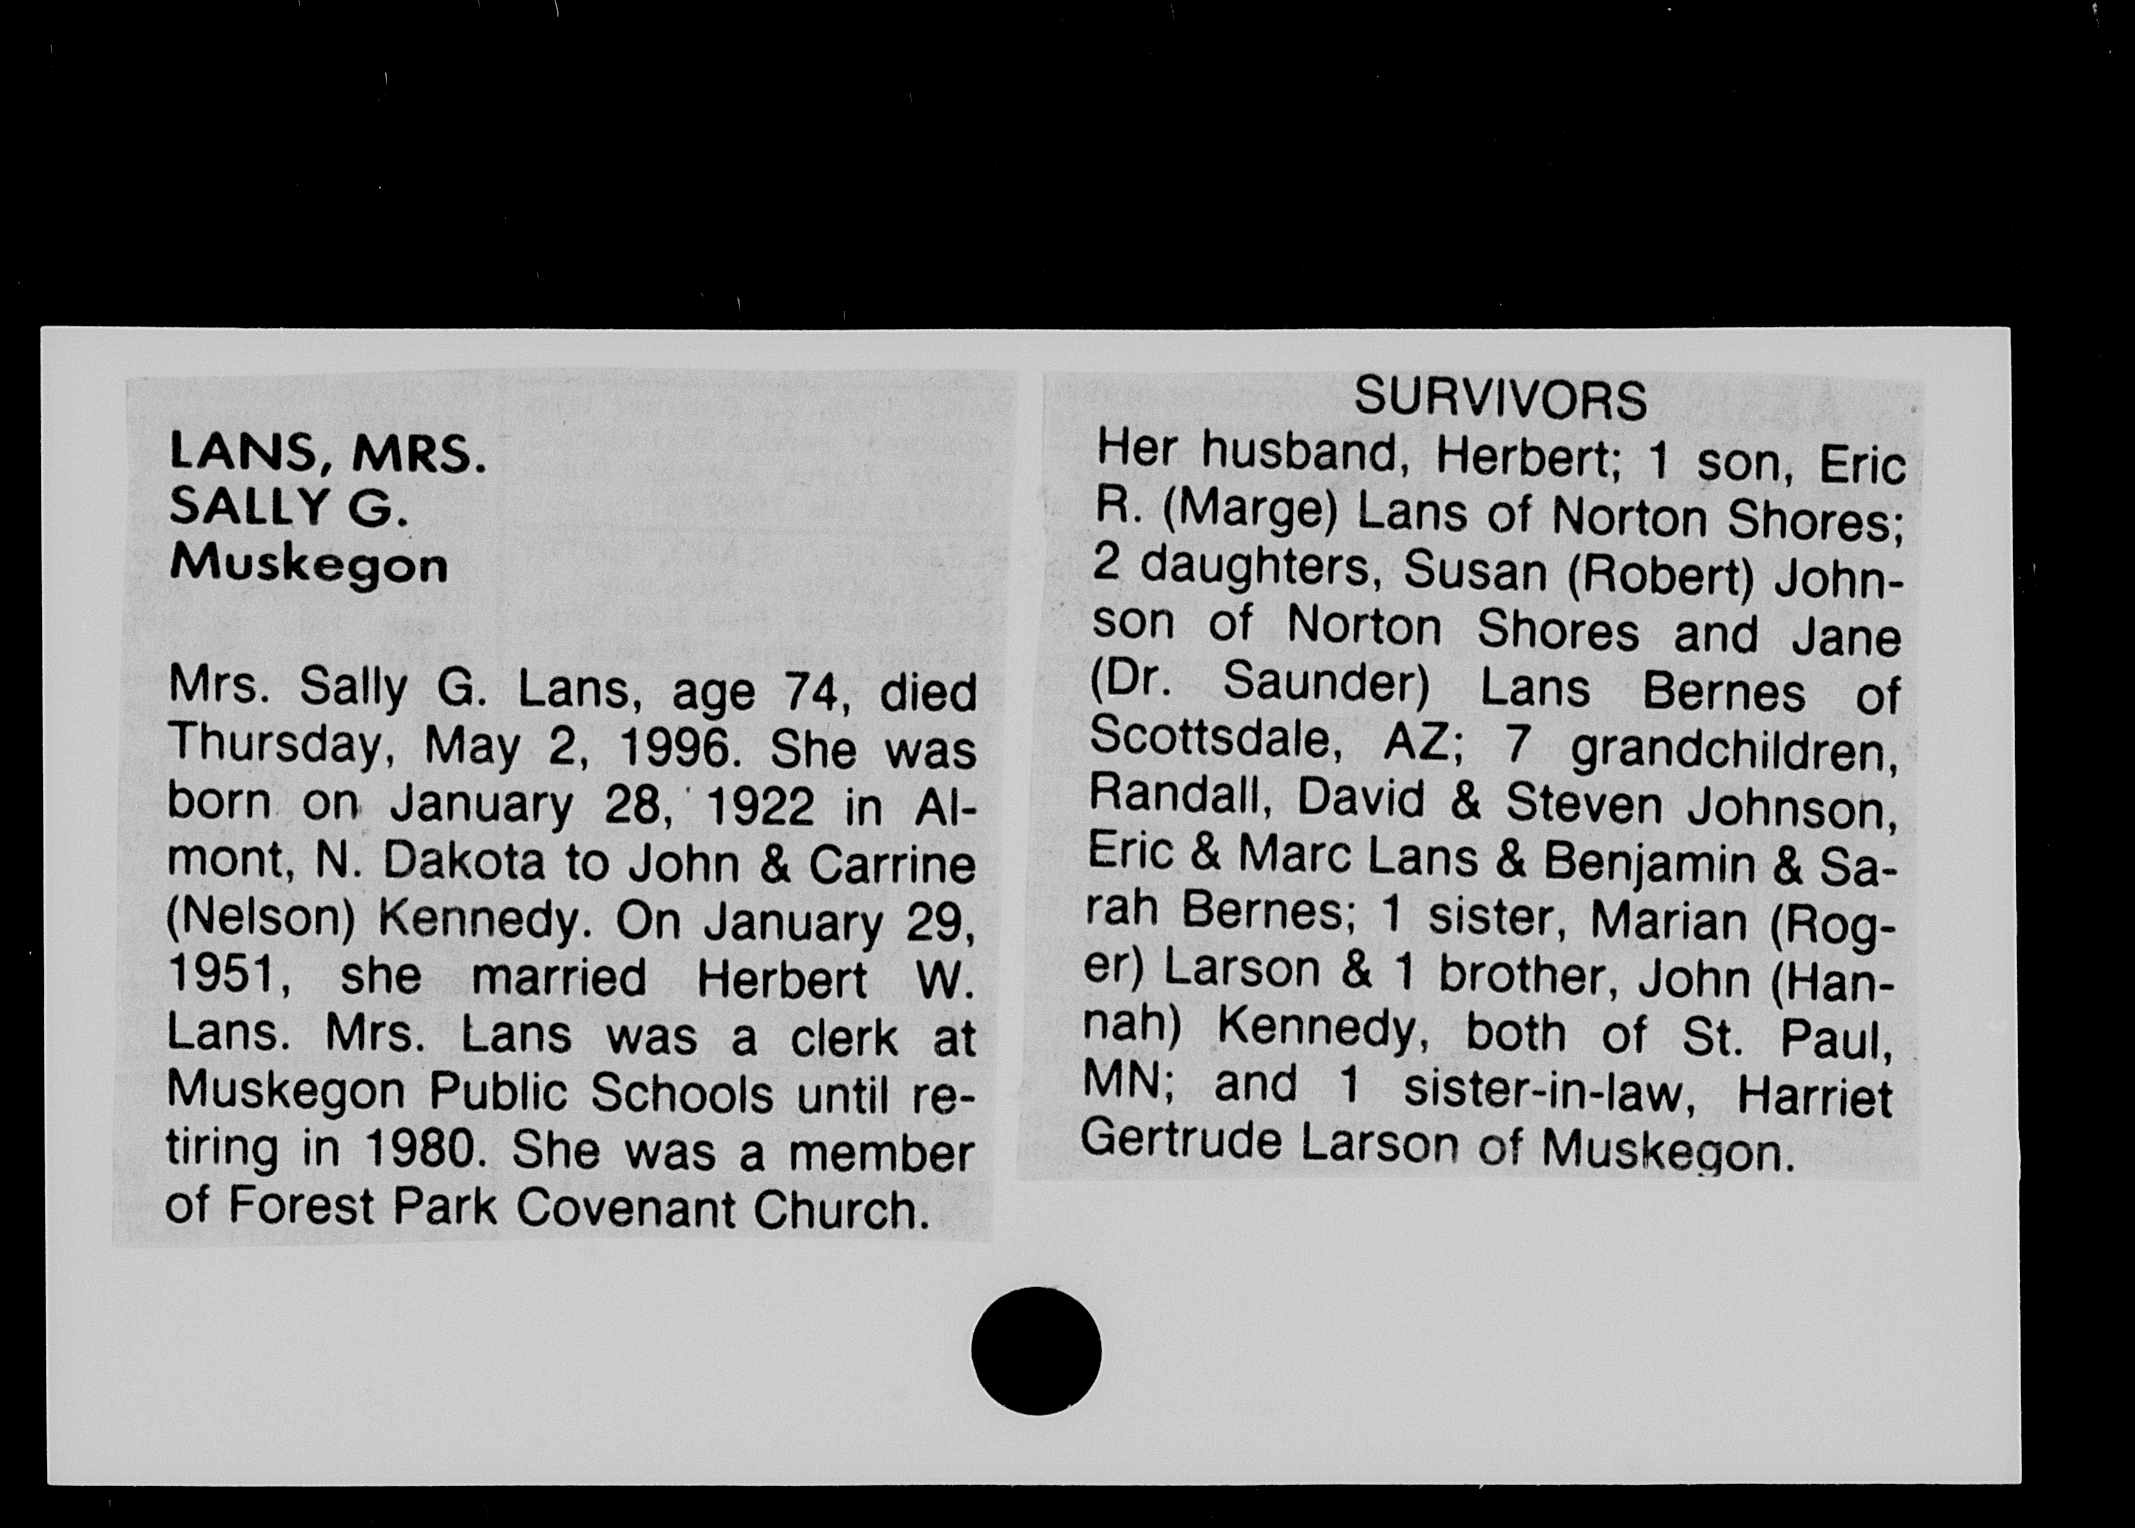 LANS, MRS.
SALLY G.
Muskegon
Mrs. Sally G. Lans, age 74, died
Thursday, May 2, 1996. She was
born on January 28, 1922 in Al-
mont, N. Dakota to John & Carrine
(Nelson) Kennedy. On January 29,
1951, she married Herbert W.
Lans. Mrs. Lans was a clerk at
Muskegon Public Schools until re-
tiring in 1980. She was a member
of Forest Park Covenant Church.
SURVIVORS
Her husband, Herbert; 1 son, Eric
R. (Marge) Lans of Norton Shores;
2 daughters, Susan (Robert) John-
son of Norton Shores and Jane
(Dr. Saunder) Lans Bernes of
Scottsdale, AZ; 7 grandchildren,
Randall, David & Steven Johnson,
Eric & Marc Lans & Benjamin & Sa-
rah Bernes; 1 sister, Marian (Rog-
er) Larson & 1 brother, John (Han-
nah) Kennedy, both of St. Paul,
MN; and 1 sister-in-law, Harriet
Gertrude Larson of Muskegon.